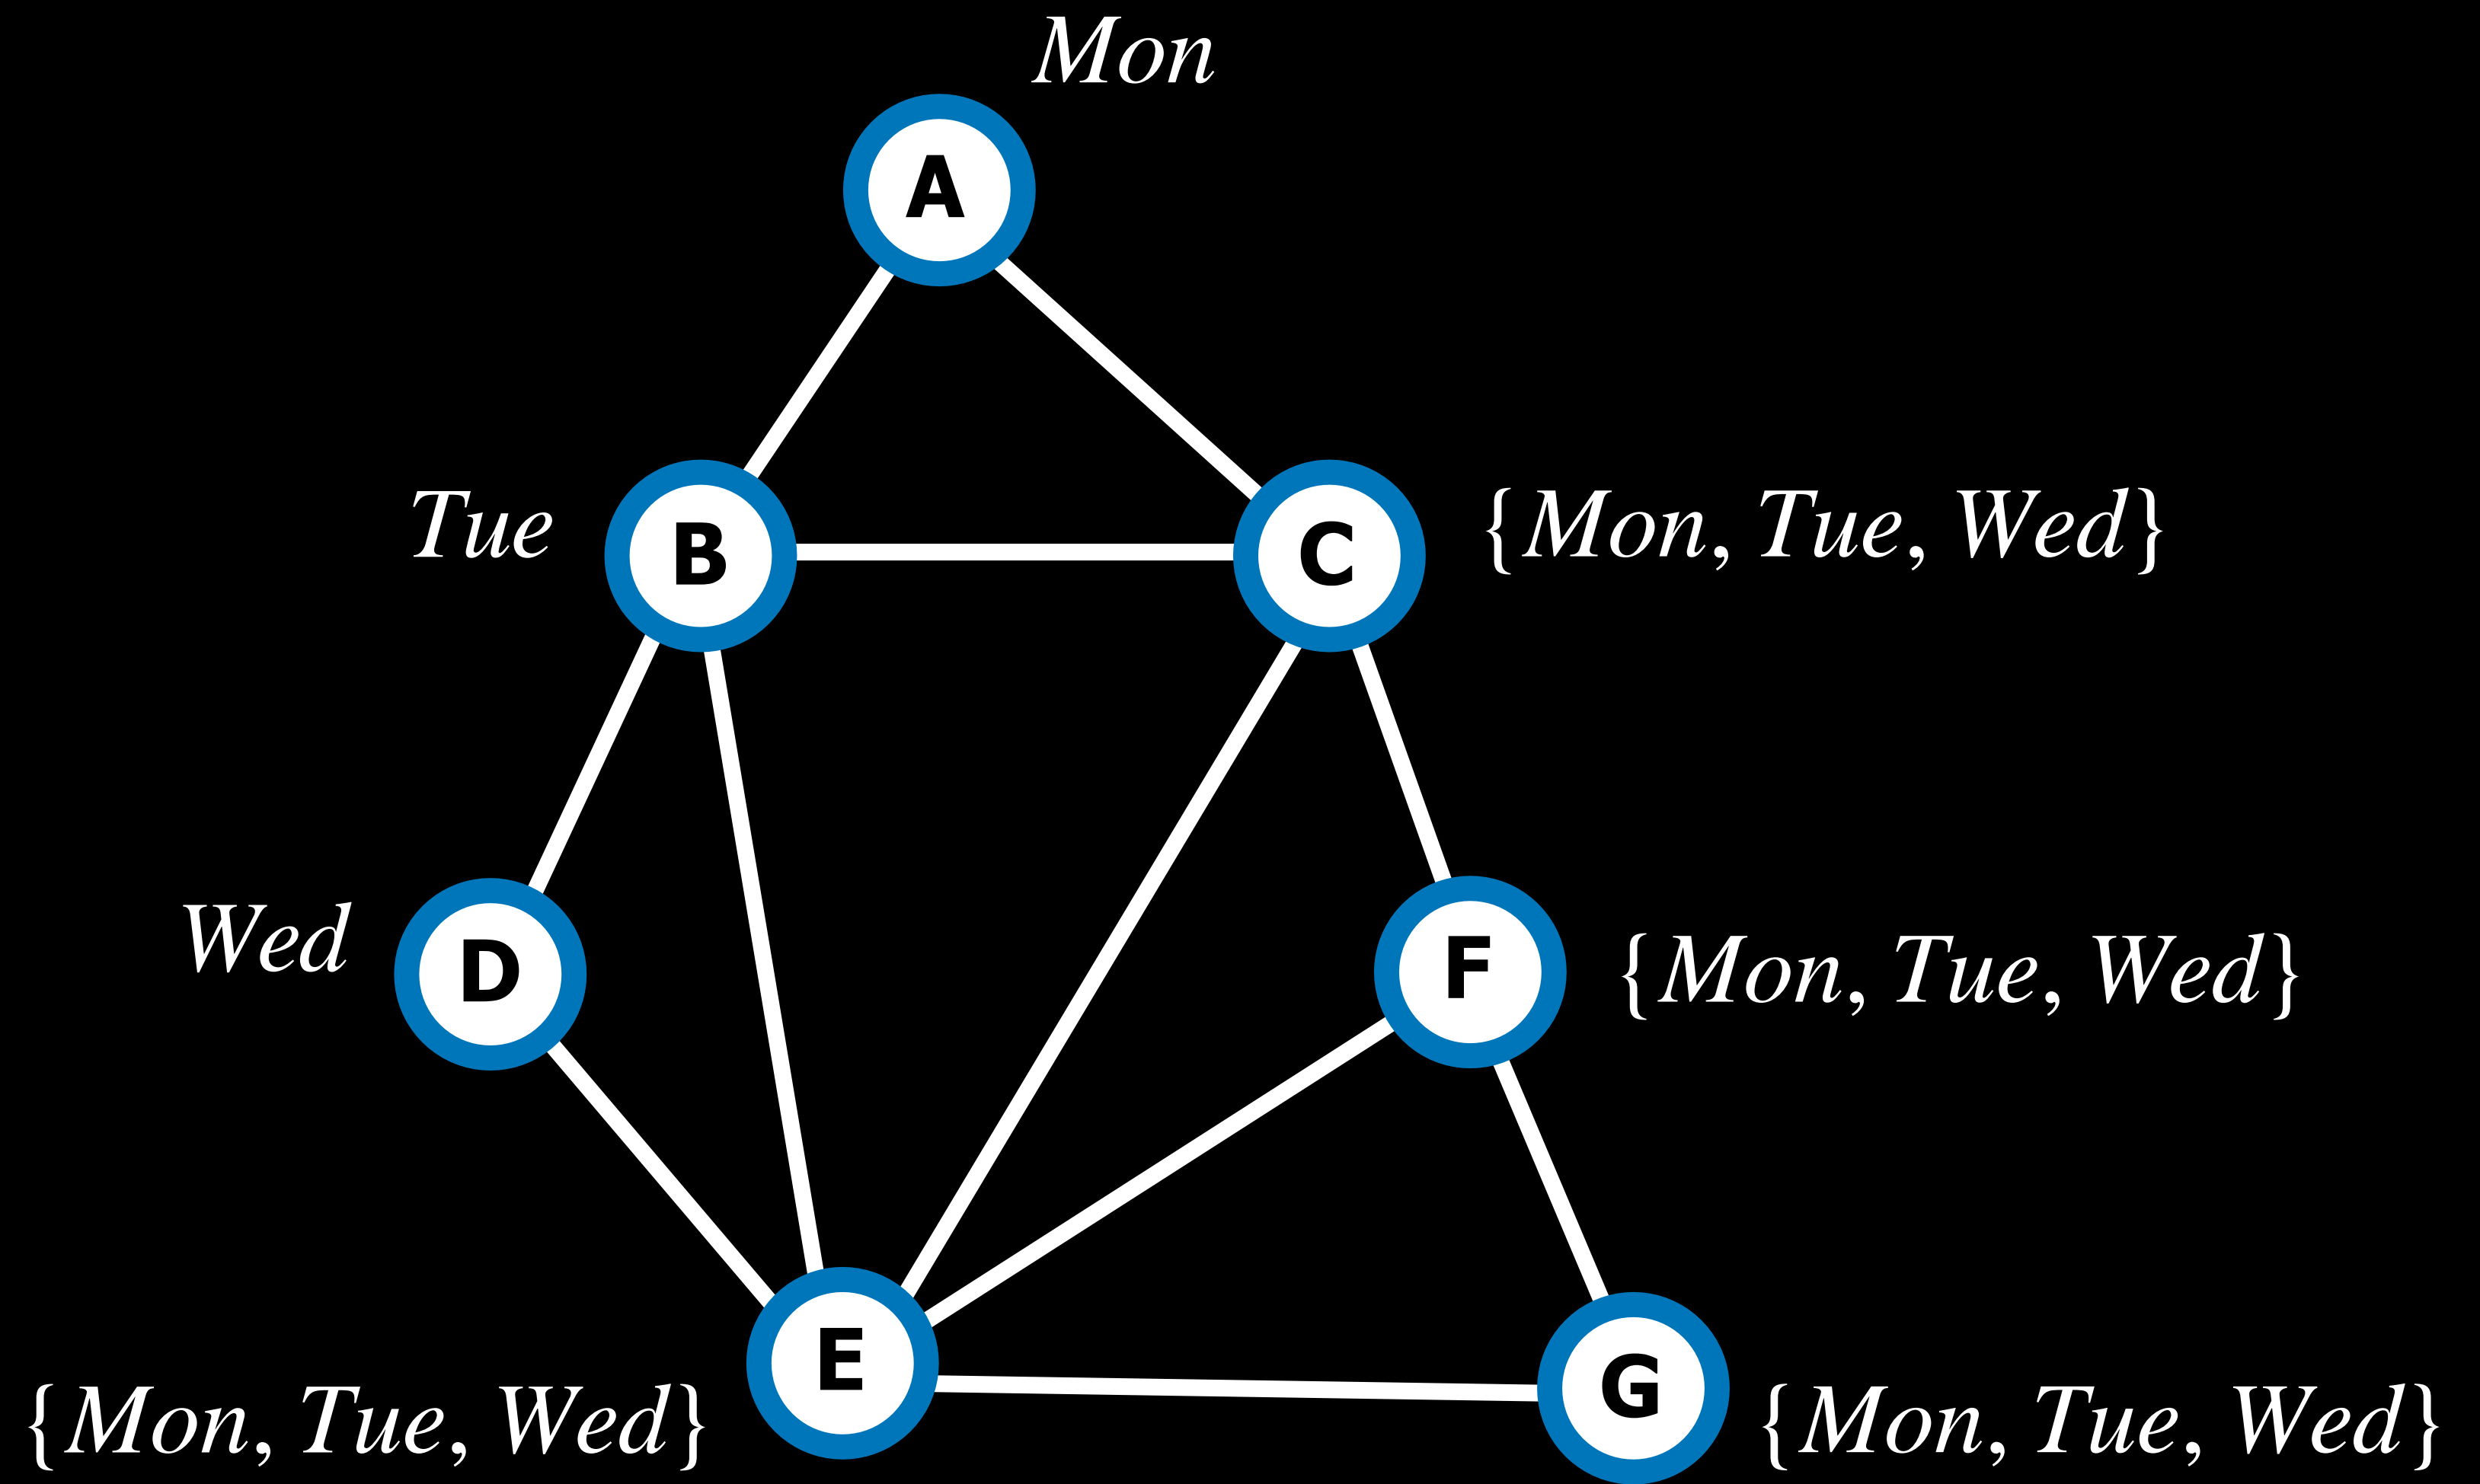 Mon
A
Tue
B
C
{Mon, Tue, Wed}
Wed
D
F
{Mon, Tue, Wed}
{Mon, Tue, Wed}
E
G
{Mon, Tue, Wed}